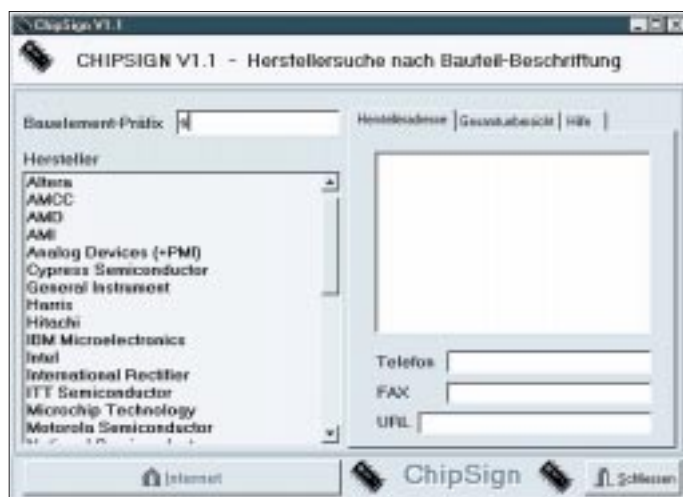 ChipSign V1.1
CHIPSIGN V1.1 - Herstellersuche nach Bauteil-Beschriftung
Bauelement-Präfix
Herstelleradresse Gesamtübersicht Hilfe
Hersteller
Altera
AMCC
AMD
AMI
Analog Devices (+PMI)
Cypress Semiconductor
General Instrument
Harris
Hitachi
IBM Microelectronics
Intel
International Rectifier
ITT Semiconductor
Microchip Technology
Motorola Semiconductor
Telefon
FAX
URL
Internet
ChipSign
Schliessen